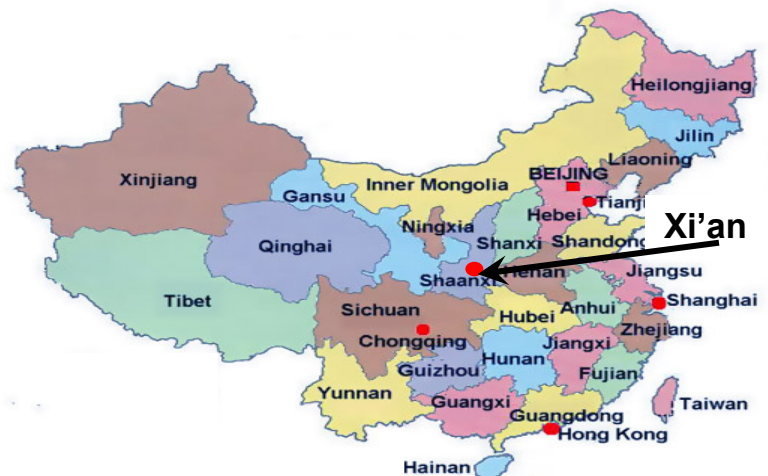 Heilongjiang
Jilin
Liaoning
BEIJING
Xinjiang
Inner Mongolia
Gansu
Tianji
Hebei
Ningxia
Xi'an
Qinghai
Shanxi
Shandong
Shaanxi
Henan
Jiangsu
Tibet
Shanghai
Sichuan
Anhui
Hubei
Zhejiang
Chongqing
Jiangxi
Hunan
Guizhou
Fujian
Yunnan
Guangxi
Taiwan
Guangdong
Hong Kong
Hainan